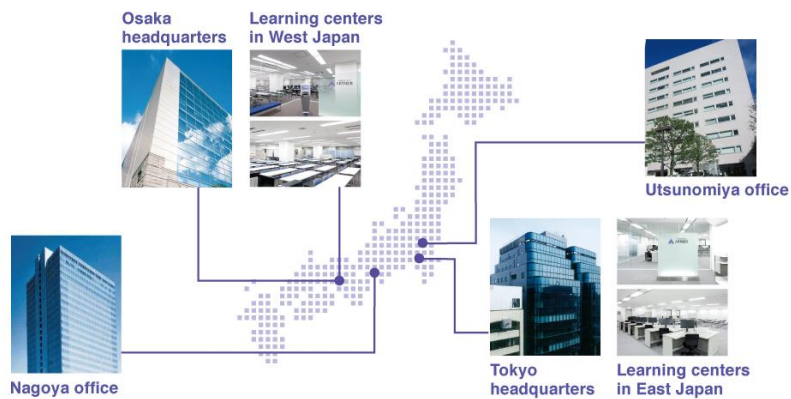 Osaka
headquarters
Learning centers
in West Japan
Utsunomiya office
Nagoya office
Tokyo
headquarters
Learning centers
in East Japan